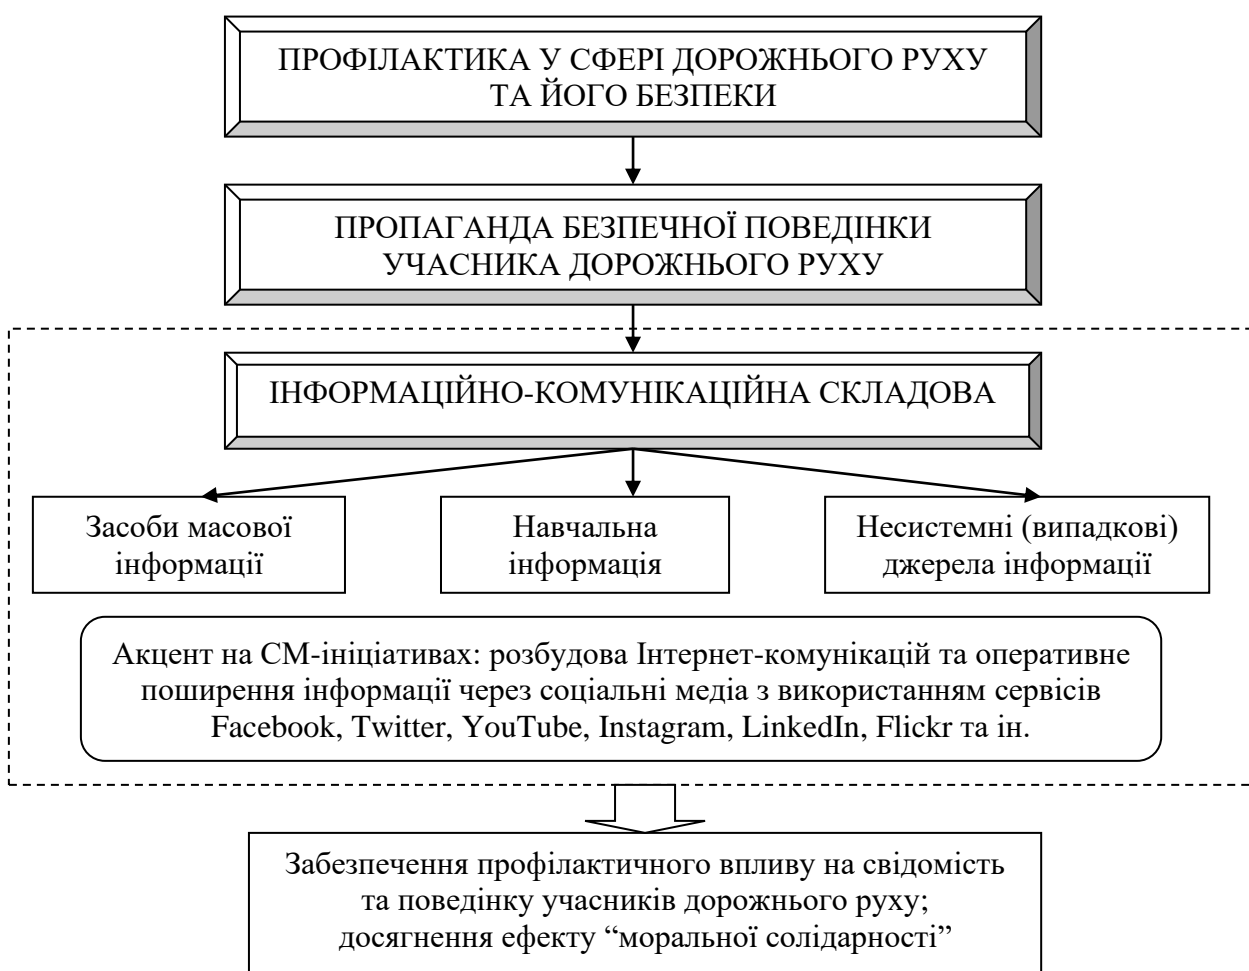 ПРОФІЛАКТИКА У СФЕРІ ДОРОЖНЬОГО РУХУ
ТА ЙОГО БЕЗПЕКИ
ПРОПАГАНДА БЕЗПЕЧНОЇ ПОВЕДІНКИ
УЧАСНИКА ДОРОЖНЬОГО РУХУ
ІНФОРМАЦІЙНО-КОМУНІКАЦІЙНА СКЛАДОВА
Засоби масової
інформації
Навчальна
інформація
Несистемні (випадкові)
джерела інформації
Акцент на СМ-ініціативах: розбудова Інтернет-комунікацій та оперативне
поширення інформації через соціальні медіа з використанням сервісів
Facebook, Twitter, YouTube, Instagram, LinkedIn, Flickr та ін.
Забезпечення профілактичного впливу на свідомість
та поведінку учасників дорожнього руху;
досягнення ефекту “моральної солідарності”